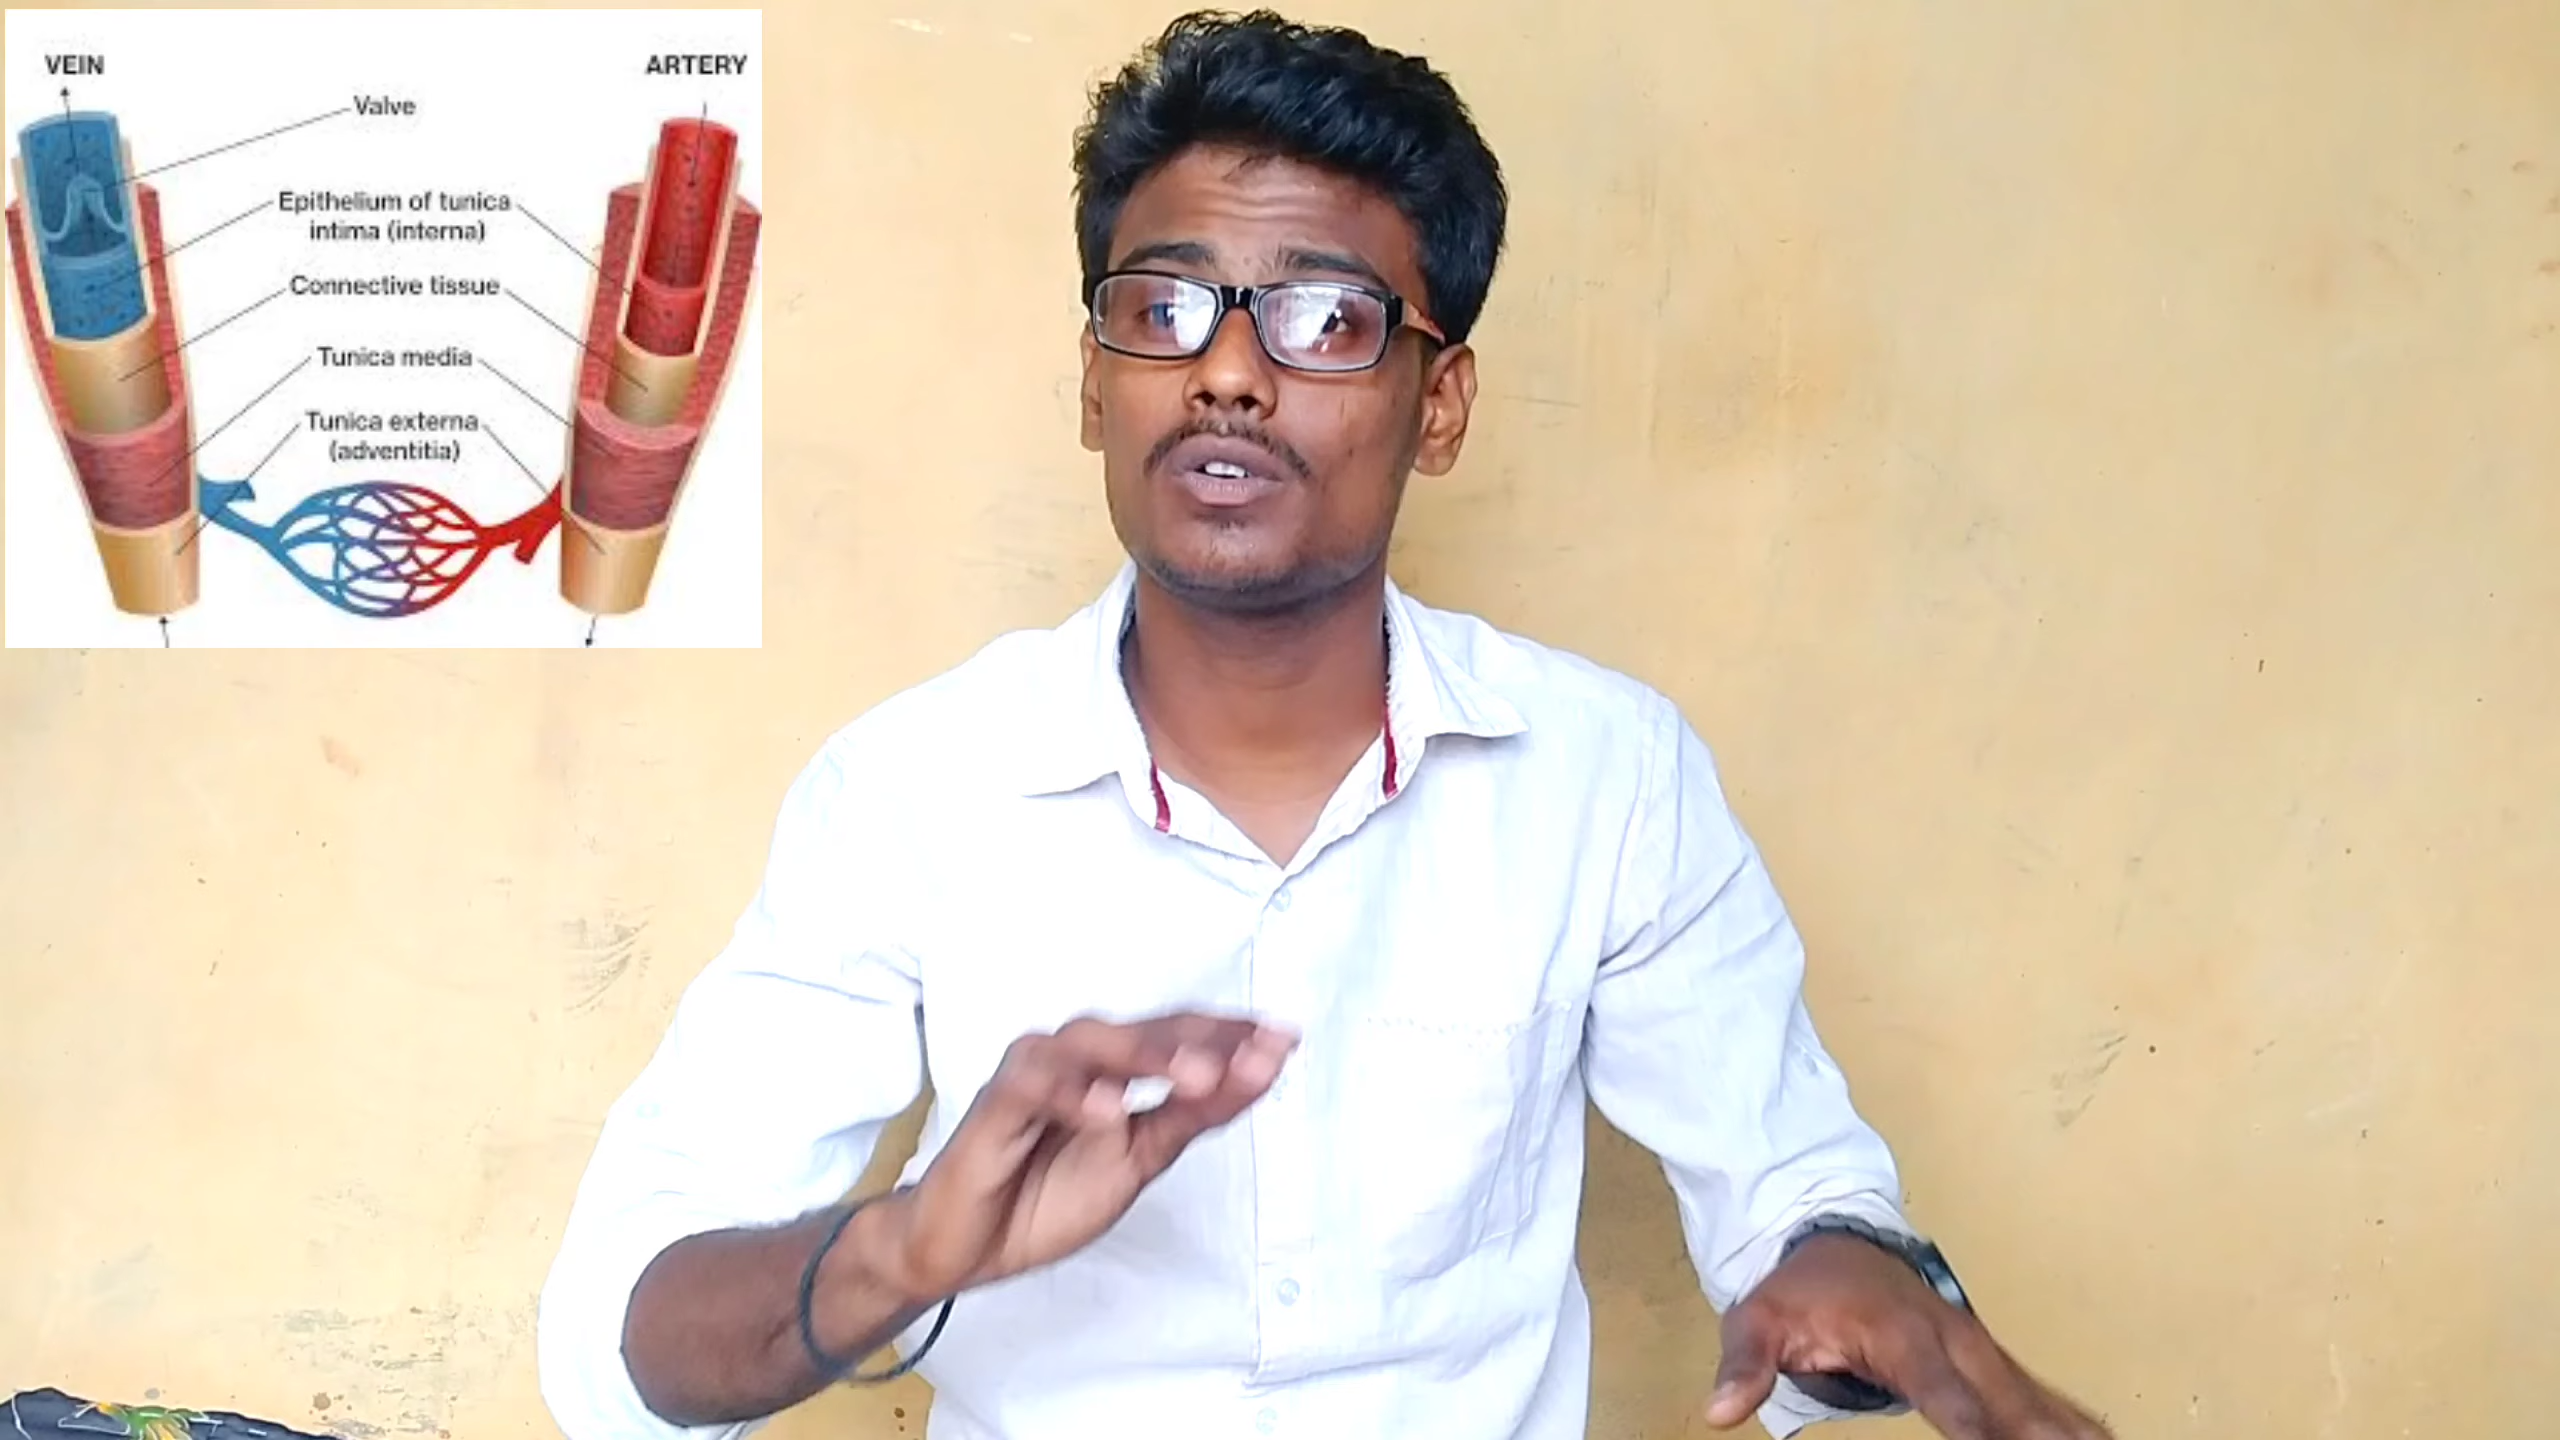 VEIN
ARTERY
Valve
Epithelium of tunica
intima (interna)
Connective tissue
Tunica media
Tunica externa
(adventitia)